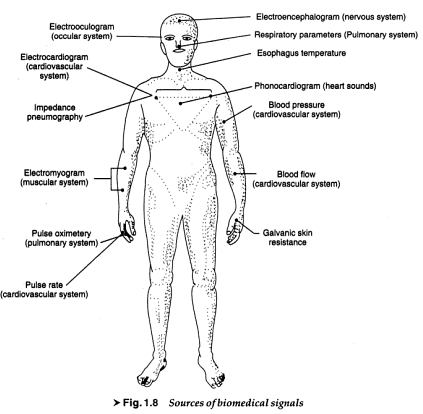 Electrooculogram
(occular system)
Electrocardiogram
(cardiovascular
system)
Impedance
pneumography
Electromyogram
(muscular system)
Pulse oximetery
(pulmonary system)
Pulse rate
(cardiovascular system)
Electroencephalogram (nervous system)
Respiratory parameters (Pulmonary system)
Esophagus temperature
Phonocardiogram (heart sounds)
Blood pressure
(cardiovascular system)
Blood flow
(cardiovascular system)
Galvanic skin
resistance
➤ Fig. 1.8 Sources of biomedical signals